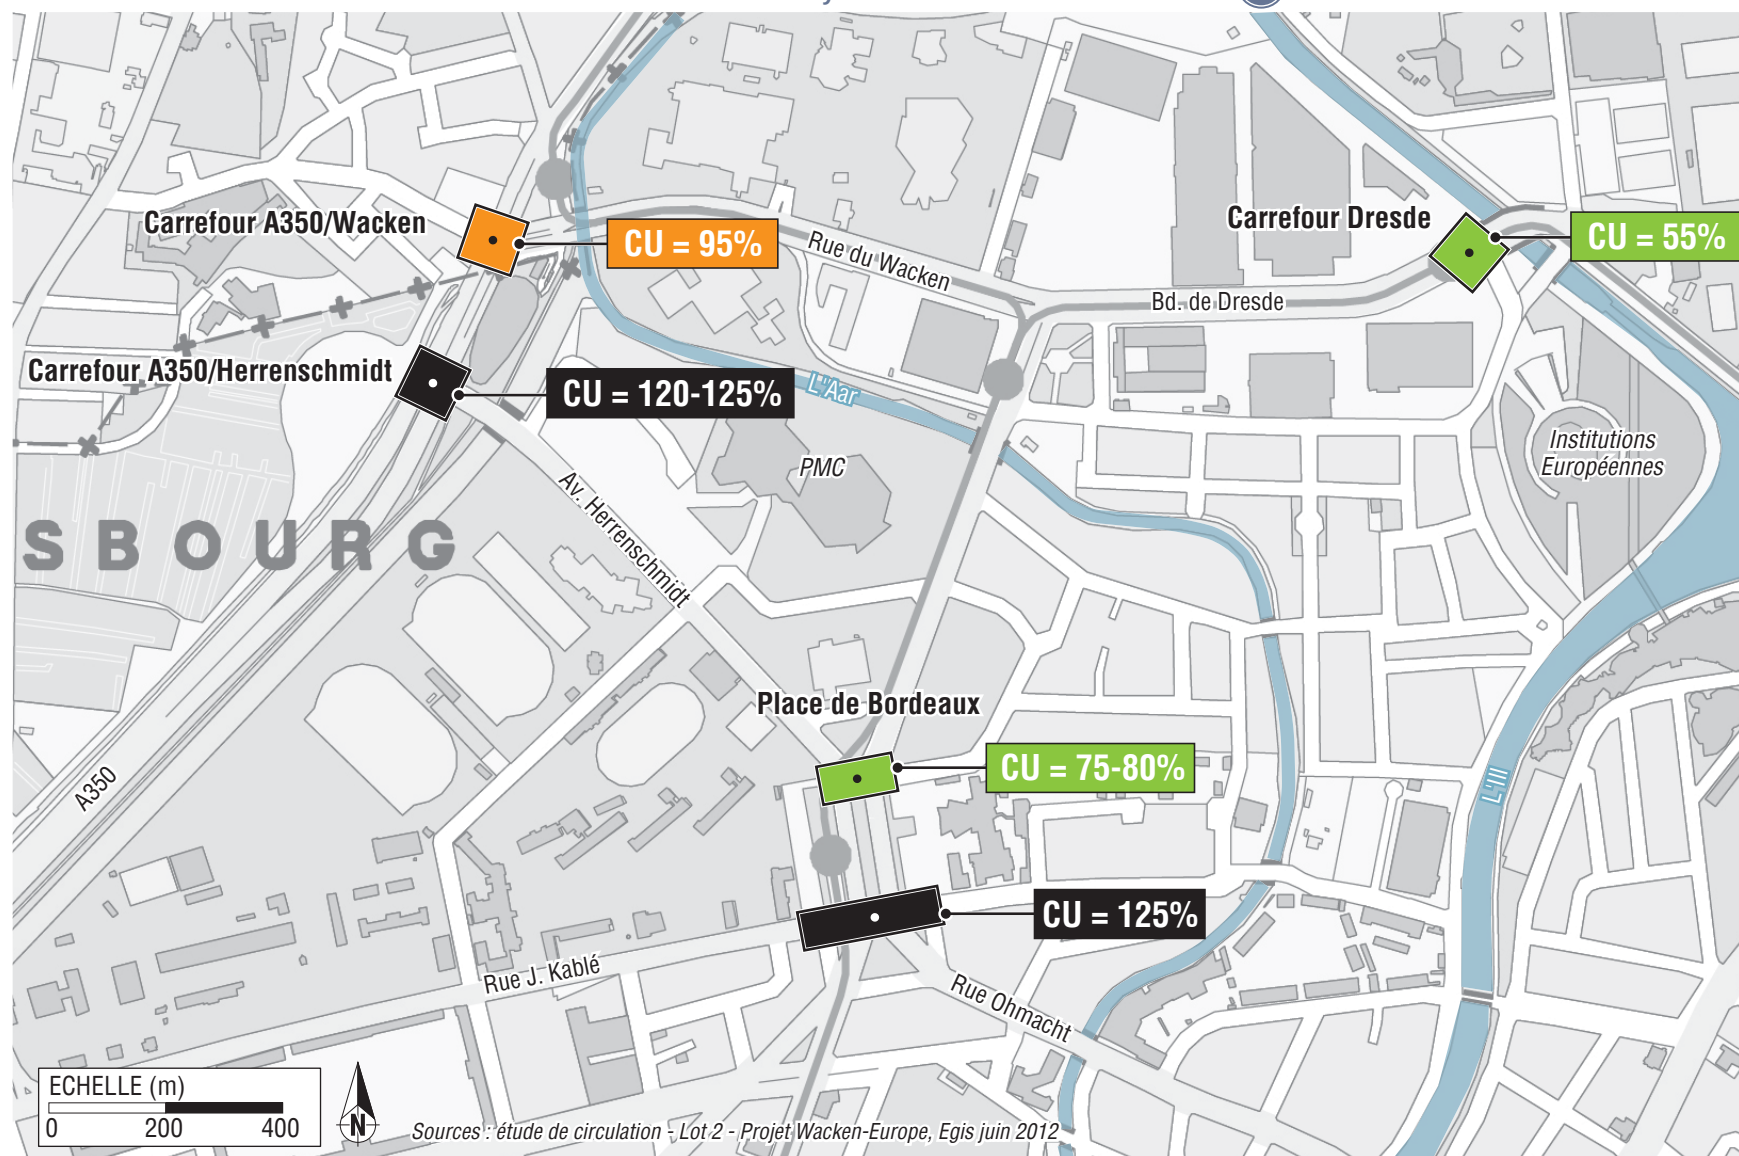 Carrefour A350/Wacken
CU = 95%
Rue du Wacken
Carrefour Dresde
CU = 55%
Bd. de Dresde
Carrefour A350/Herrenschmidt
CU = 120-125%
L'Aar
Institutions
Européennes
PMC
Av. Herrenschmidt
SBOURG
Place de Bordeaux
CU = 75-80%
A350
L'Ill
CU = 125%
Rue J. Kablé
Rue Ohmacht
ECHELLE (m)
0 200 400
N
Sources : étude de circulation - Lot 2 - Projet Wacken-Europe, Egis juin 2012